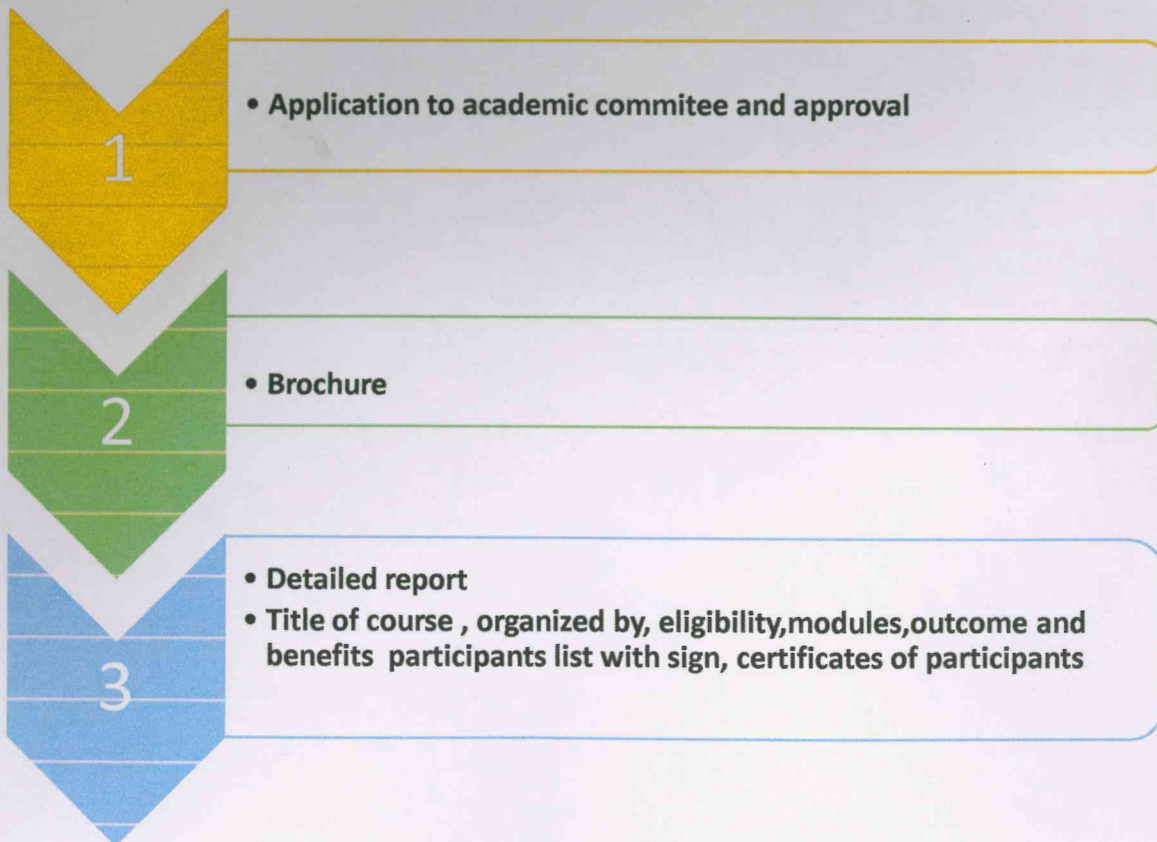 1
• Application to academic commitee and approval
2
• Brochure
3
• Detailed report
• Title of course , organized by, eligibility,modules,outcome and
benefits  participants list with sign, certificates of participants